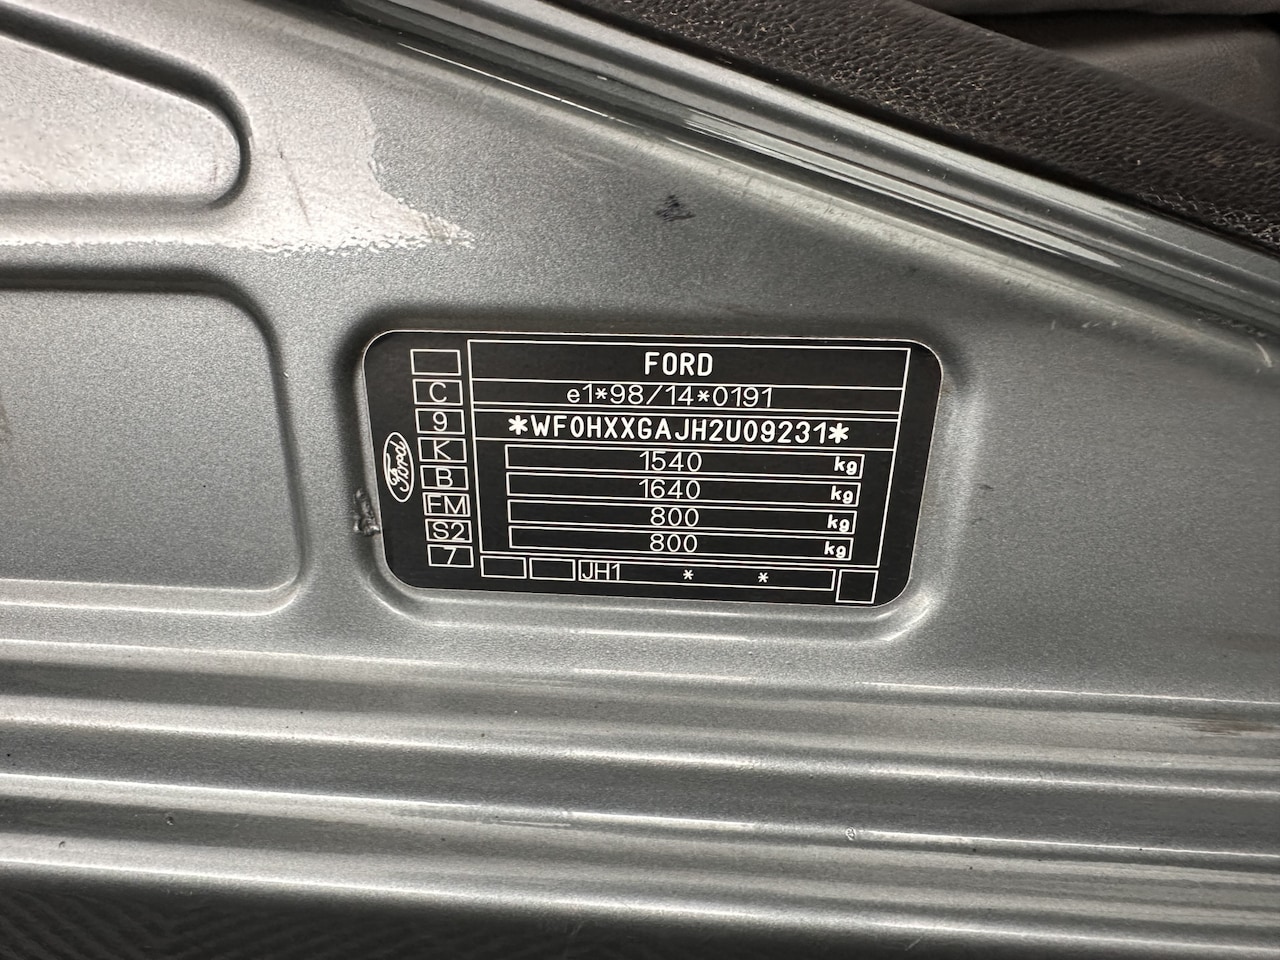 FORD
e1*98/14*0191
*WF0HXXGAJH2U09231*
1540 kg
1640 kg
800 kg
800 kg
JH1 * *
C
9
K
B
FM
S2
7
Ford